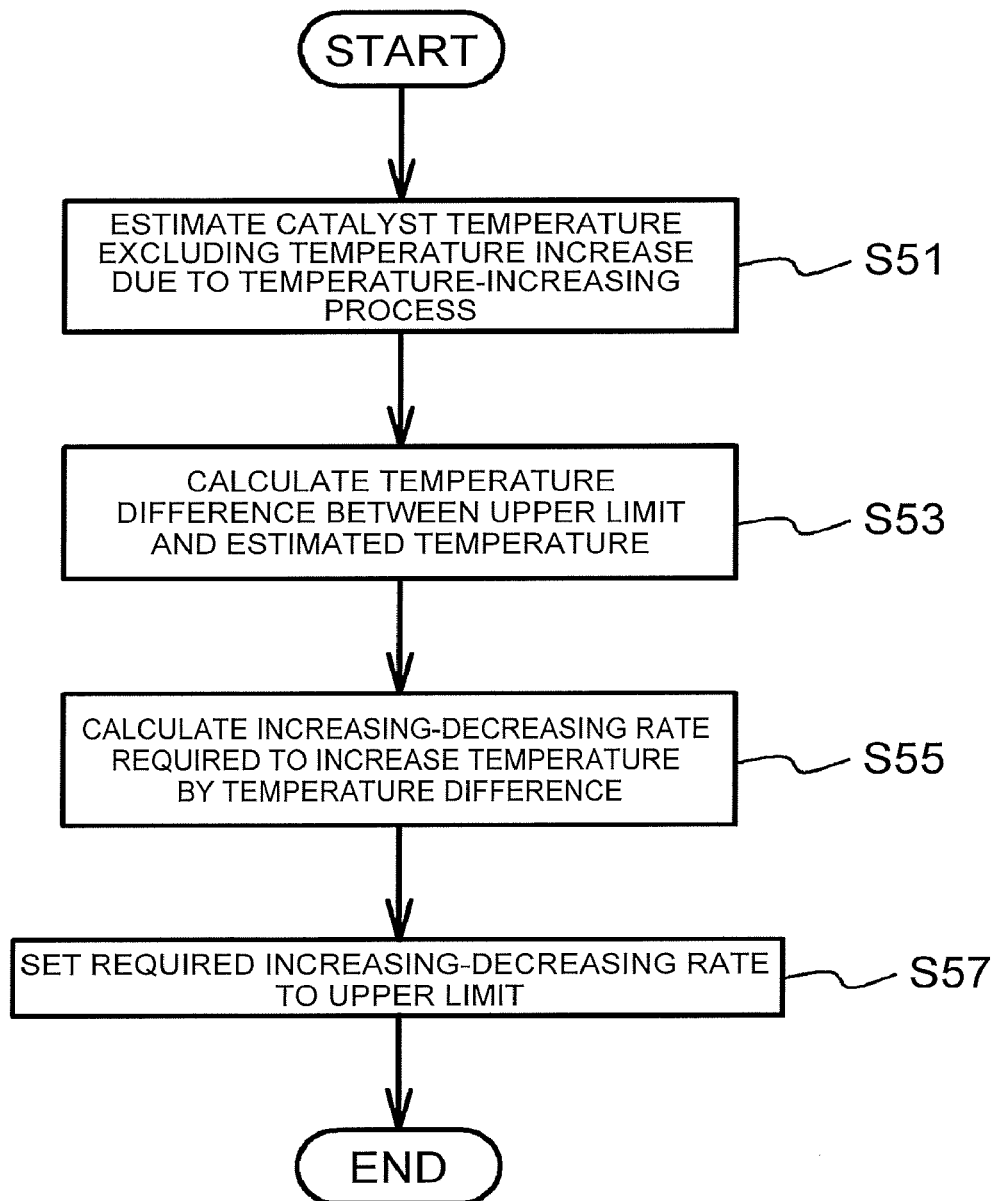 START
ESTIMATE CATALYST TEMPERATURE
EXCLUDING TEMPERATURE INCREASE
DUE TO TEMPERATURE-INCREASING
PROCESS
S51
CALCULATE TEMPERATURE
DIFFERENCE BETWEEN UPPER LIMIT
AND ESTIMATED TEMPERATURE
S53
CALCULATE INCREASING-DECREASING RATE
REQUIRED TO INCREASE TEMPERATURE
BY TEMPERATURE DIFFERENCE
S55
SET REQUIRED INCREASING-DECREASING RATE
TO UPPER LIMIT
S57
END